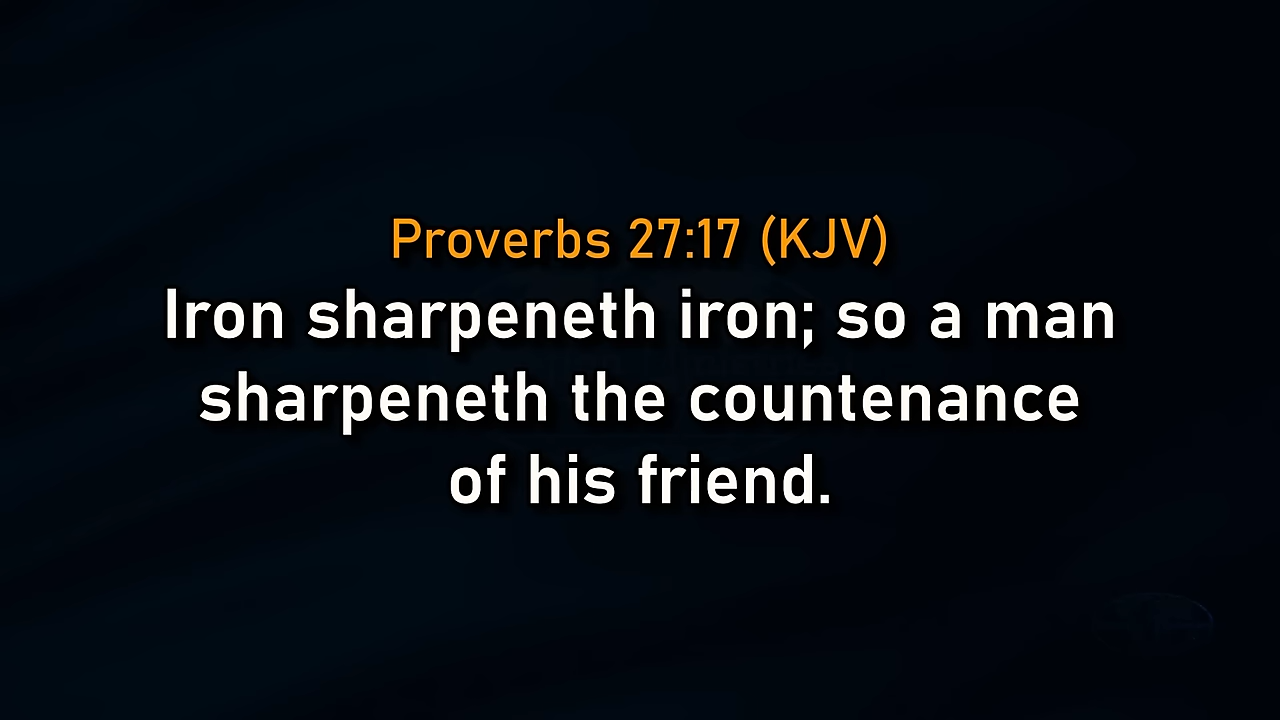 Proverbs 27:17 (KJV)
Iron sharpeneth iron; so a man
sharpeneth the countenance
of his friend.